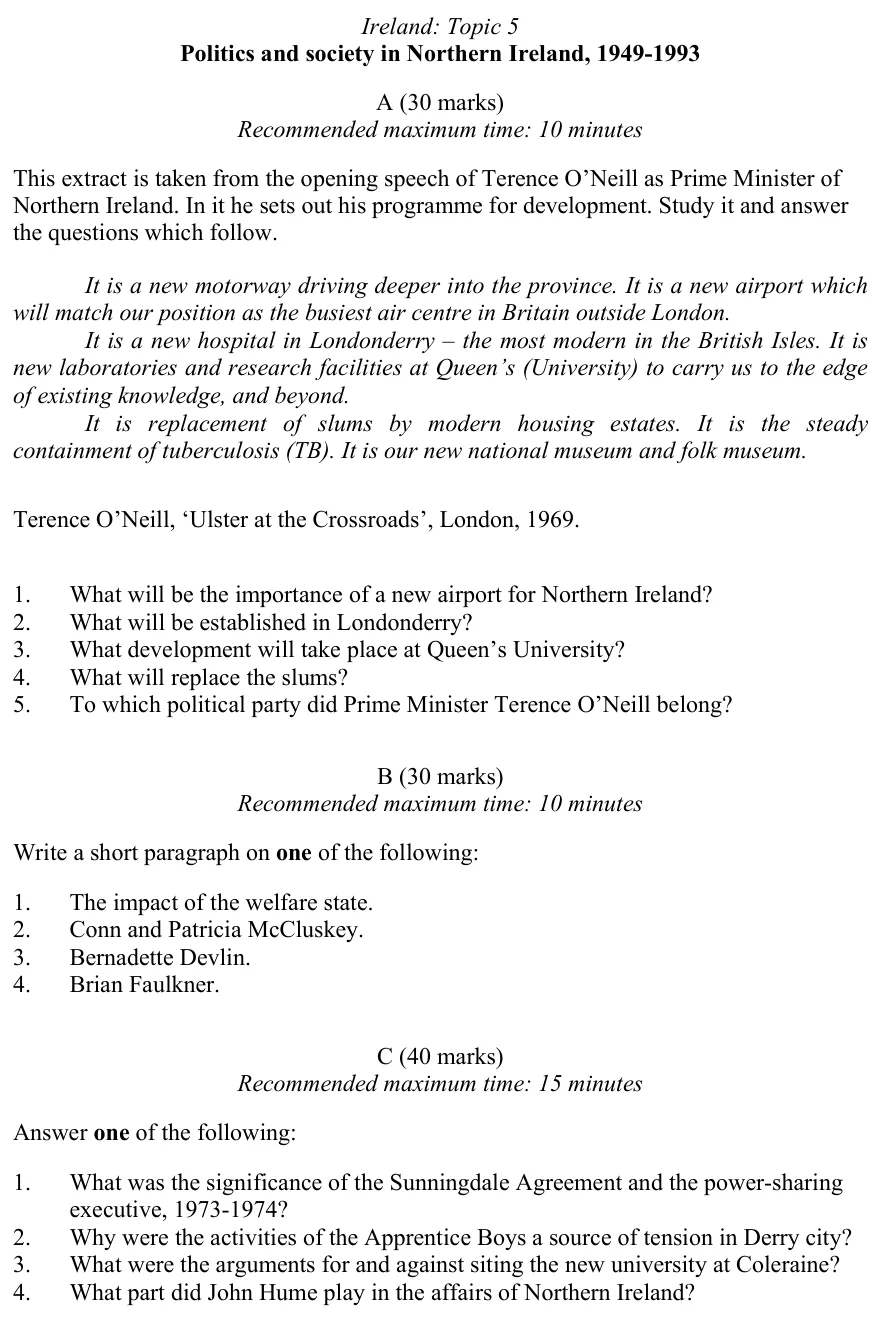 Ireland: Topic 5
Politics and society in Northern Ireland, 1949-1993
A (30 marks)
Recommended maximum time: 10 minutes
This extract is taken from the opening speech of Terence O’Neill as Prime Minister of
Northern Ireland. In it he sets out his programme for development. Study it and answer
the questions which follow.
It is a new motorway driving deeper into the province. It is a new airport which
will match our position as the busiest air centre in Britain outside London.
It is a new hospital in Londonderry – the most modern in the British Isles. It is
new laboratories and research facilities at Queen’s (University) to carry us to the edge
of existing knowledge, and beyond.
It is replacement of slums by modern housing estates. It is the steady
containment of tuberculosis (TB). It is our new national museum and folk museum.
Terence O’Neill, ‘Ulster at the Crossroads’, London, 1969.
1. What will be the importance of a new airport for Northern Ireland?
2. What will be established in Londonderry?
3. What development will take place at Queen’s University?
4. What will replace the slums?
5. To which political party did Prime Minister Terence O’Neill belong?
B (30 marks)
Recommended maximum time: 10 minutes
Write a short paragraph on one of the following:
1. The impact of the welfare state.
2. Conn and Patricia McCluskey.
3. Bernadette Devlin.
4. Brian Faulkner.
C (40 marks)
Recommended maximum time: 15 minutes
Answer one of the following:
1. What was the significance of the Sunningdale Agreement and the power-sharing
executive, 1973-1974?
2. Why were the activities of the Apprentice Boys a source of tension in Derry city?
3. What were the arguments for and against siting the new university at Coleraine?
4. What part did John Hume play in the affairs of Northern Ireland?